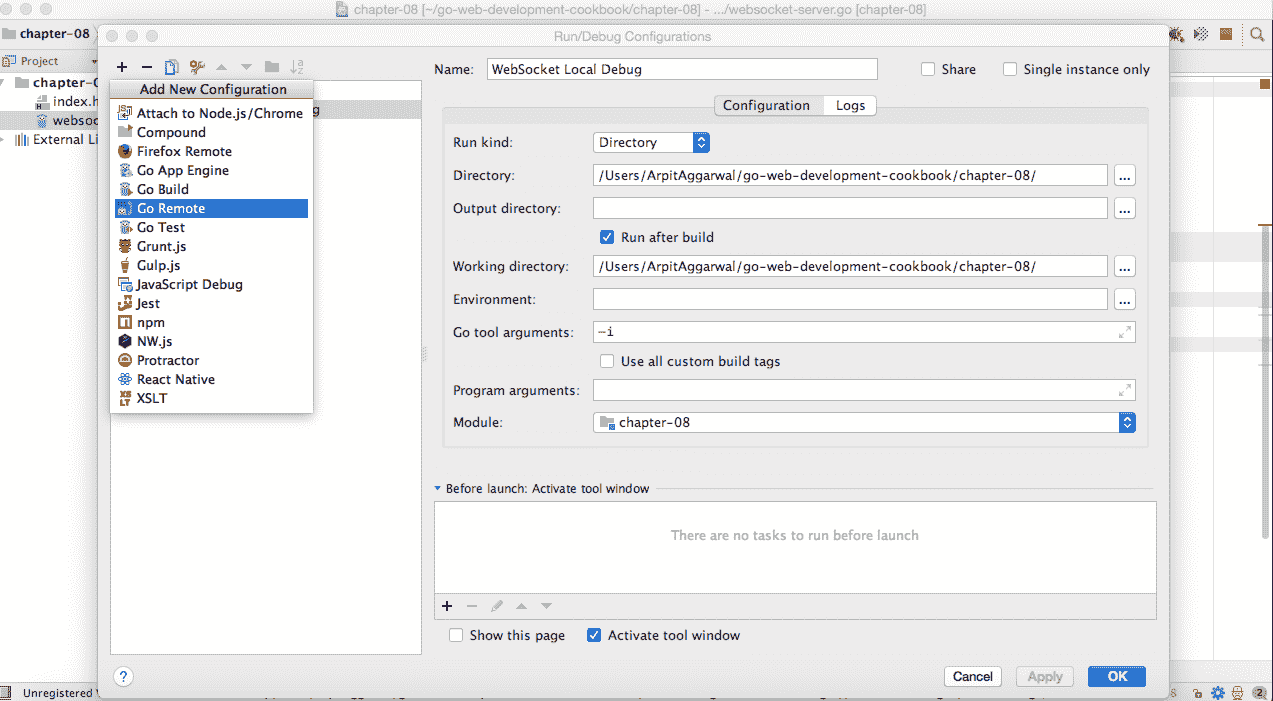 chapter-08 [~/go-web-development-cookbook/chapter-08] - .../websocket-server.go [chapter-08]
chapter-08
Run/Debug Configurations
Project
chapter-0
index.h
websoc
External Li
Add New Configuration
Attach to Node.js/Chrome
Compound
Firefox Remote
Go App Engine
Go Build
Go Remote
Go Test
Grunt.js
Gulp.js
JavaScript Debug
Jest
npm
NW.js
Protractor
React Native
XSLT
g
Name: WebSocket Local Debug Share Single instance only
Configuration Logs
Run kind: Directory
Directory: /Users/ArpitAggarwal/go-web-development-cookbook/chapter-08/ ...
Output directory: ...
Run after build
Working directory: /Users/ArpitAggarwal/go-web-development-cookbook/chapter-08/ ...
Environment: ...
Go tool arguments: -i
Use all custom build tags
Program arguments:
Module: chapter-08
Before launch: Activate tool window
There are no tasks to run before launch
Show this page Activate tool window
? Cancel Apply OK
Unregistered 2